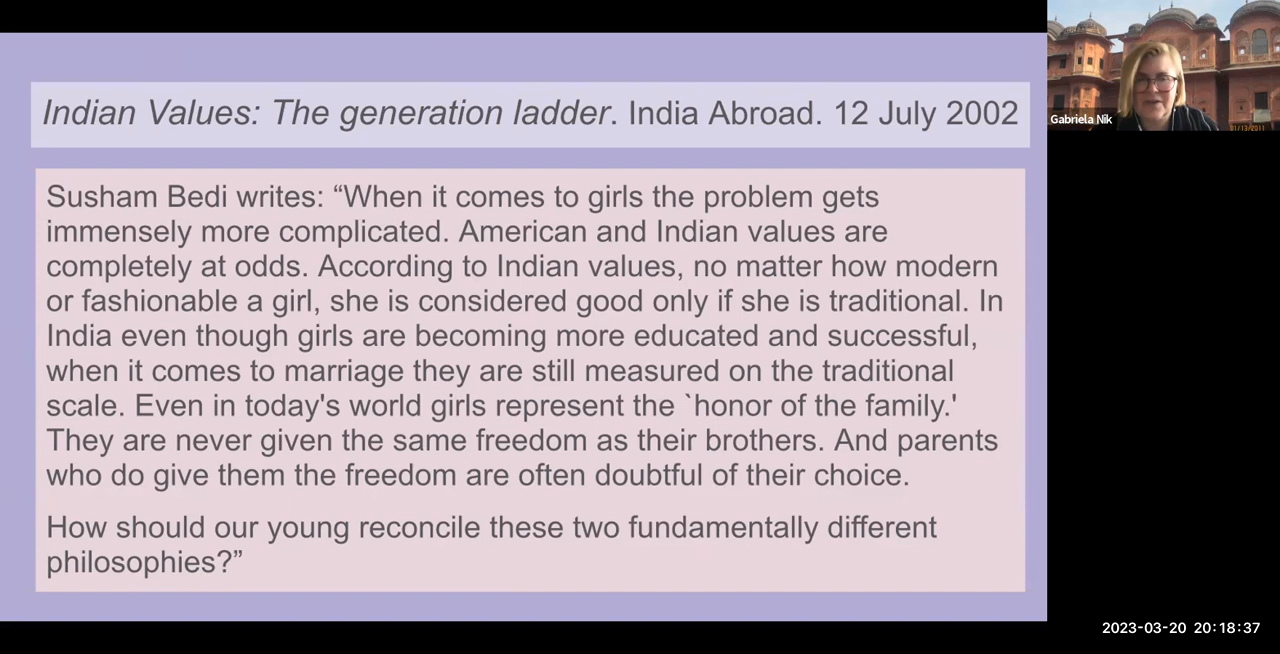 Indian Values: The generation ladder. India Abroad. 12 July 2002
Susham Bedi writes: “When it comes to girls the problem gets
immensely more complicated. American and Indian values are
completely at odds. According to Indian values, no matter how modern
or fashionable a girl, she is considered good only if she is traditional. In
India even though girls are becoming more educated and successful,
when it comes to marriage they are still measured on the traditional
scale. Even in today's world girls represent the `honor of the family.'
They are never given the same freedom as their brothers. And parents
who do give them the freedom are often doubtful of their choice.
How should our young reconcile these two fundamentally different
philosophies?”
Gabriela Nik
01/13/2011
2023-03-20 20:18:37